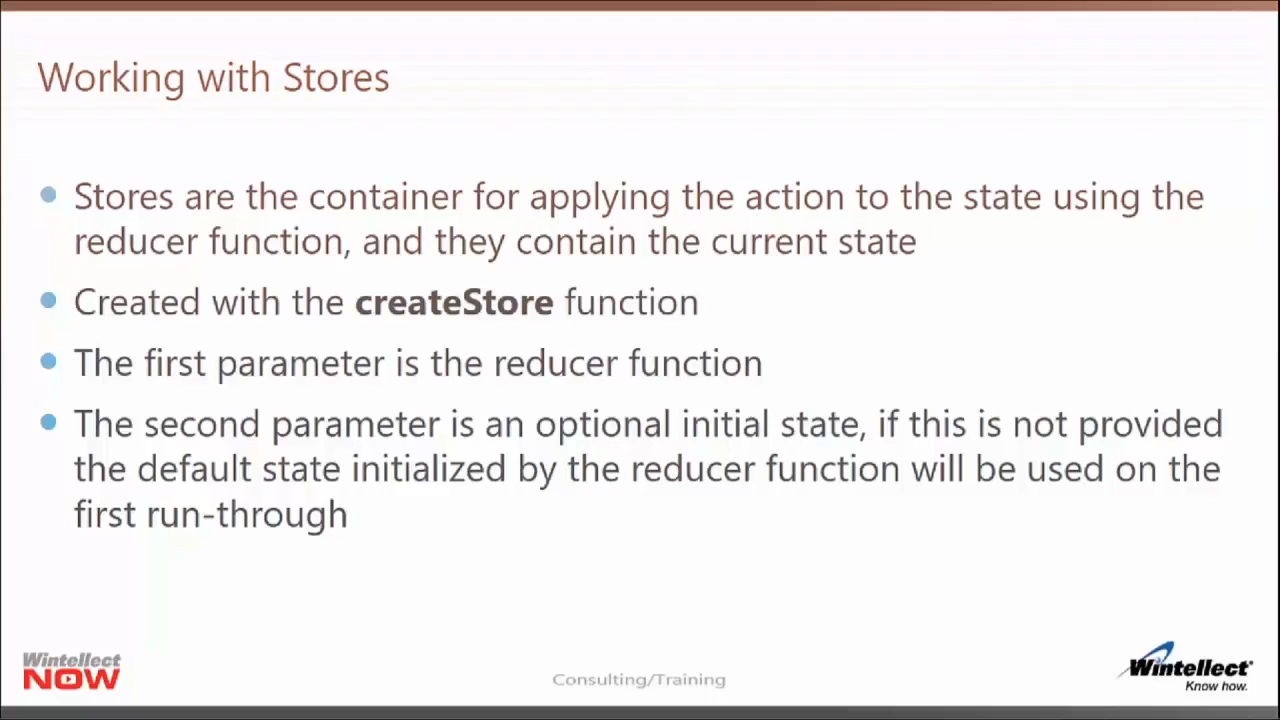 Working with Stores
Stores are the container for applying the action to the state using the
reducer function, and they contain the current state
Created with the createStore function
The first parameter is the reducer function
The second parameter is an optional initial state, if this is not provided
the default state initialized by the reducer function will be used on the
first run-through
Wintellect
NOW
Consulting/Training
Wintellect
Know how.